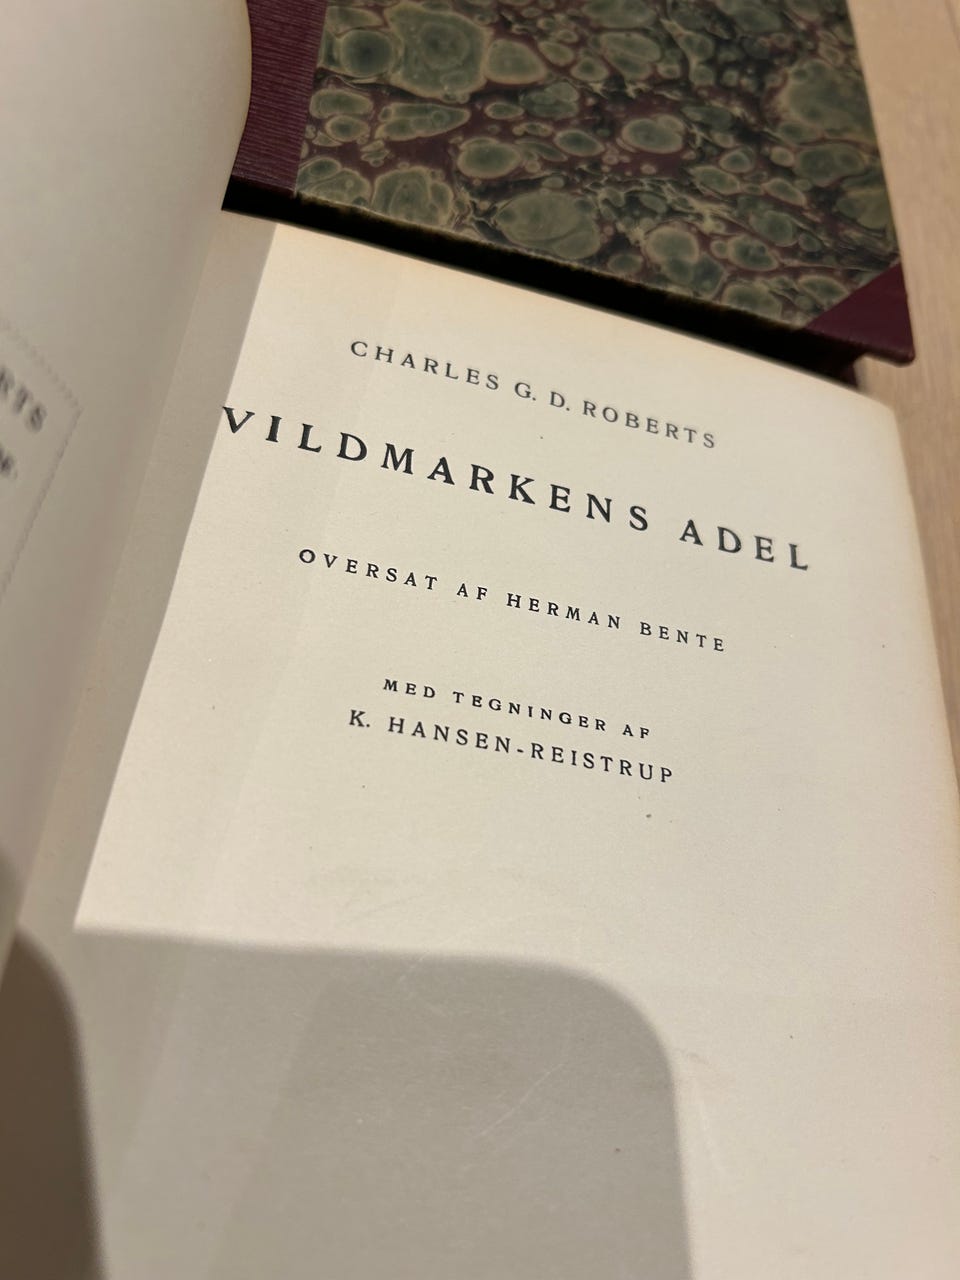 CHARLES G. D. ROBERTS
VILDMARKENS ADEL
OVERSAT AF HERMAN BENTE
MED TEGNINGER AF
K. HANSEN-REISTRUP